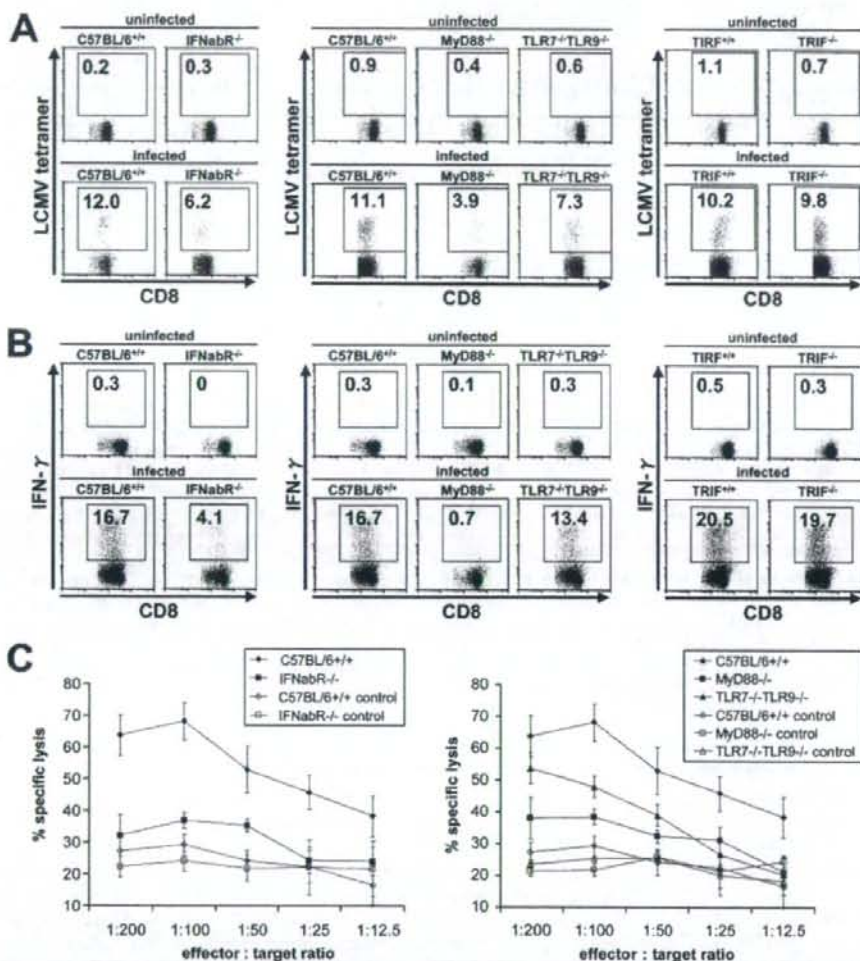 A
uninfected
C57BL/6+/+ IFNabR-/-
0.2 0.3
LCMV tetramer
infected
C57BL/6+/+ IFNabR-/-
12.0 6.2
CD8
uninfected
C57BL/6+/+ MyD88-/- TLR7-/-TLR9-/-
0.9 0.4 0.6
LCMV tetramer
infected
C57BL/6+/+ MyD88-/- TLR7-/-TLR9-/-
11.1 3.9 7.3
CD8
uninfected
TIRF+/+ TRIF-/-
1.1 0.7
LCMV tetramer
infected
TRIF+/+ TRIF-/-
10.2 9.8
CD8
B
uninfected
C57BL/6+/+ IFNabR-/-
0.3 0
IFN-γ
infected
C57BL/6+/+ IFNabR-/-
16.7 4.1
CD8
uninfected
C57BL/6+/+ MyD88-/- TLR7-/-TLR9-/-
0.3 0.1 0.3
IFN-γ
infected
C57BL/6+/+ MyD88-/- TLR7-/-TLR9-/-
16.7 0.7 13.4
CD8
uninfected
TIRF+/+ TRIF-/-
0.5 0.3
IFN-γ
infected
TRIF+/+ TRIF-/-
20.5 19.7
CD8
C
C57BL/6+/+
IFNabR-/-
C57BL/6+/+ control
IFNabR-/- control
% specific lysis
80
70
60
50
40
30
20
10
1:200 1:100 1:50 1:25 1:12.5
effector : target ratio
C57BL/6+/+
MyD88-/-
TLR7-/-TLR9-/-
C57BL/6+/+ control
MyD88-/- control
TLR7-/-TLR9-/- control
% specific lysis
80
70
60
50
40
30
20
10
1:200 1:100 1:50 1:25 1:12.5
effector : target ratio